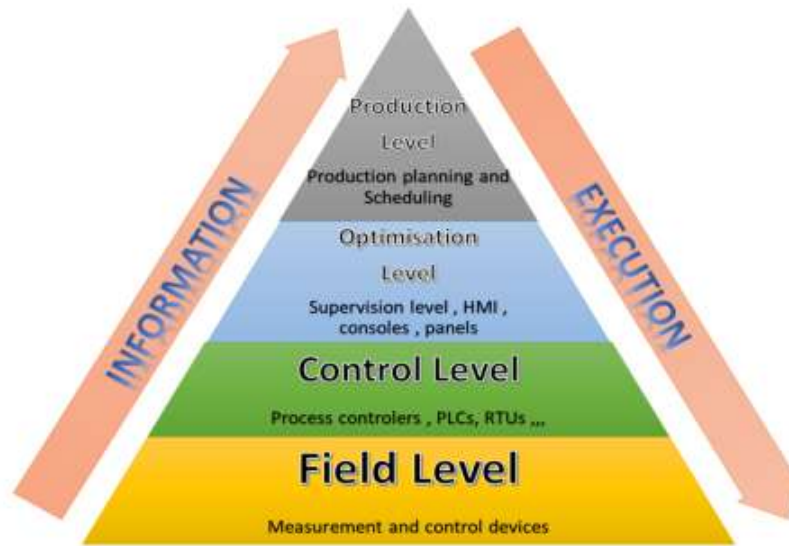 INFORMATION
EXECUTION
Production
Level
Production planning and
Scheduling
Optimisation
Level
Supervision level , HMI ,
consoles , panels
Control Level
Process controlers , PLCs, RTUs ,,,
Field Level
Measurement and control devices